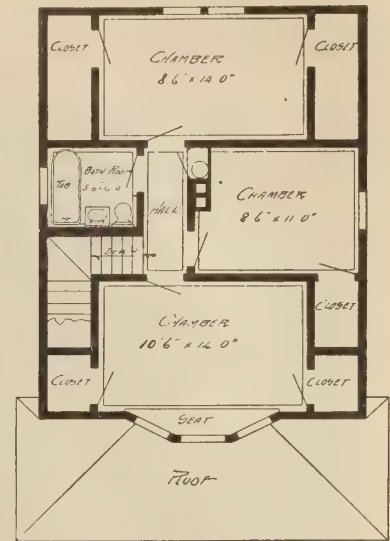 CLOSET
CHAMBER
8'6" x 14'0"
CLOSET
TUB
BATH ROOM
HALL
CHAMBER
8'6" x 11'0"
CHAMBER
10'6" x 14'0"
CLOSET
CLOSET
CLOSET
SEAT
ROOF